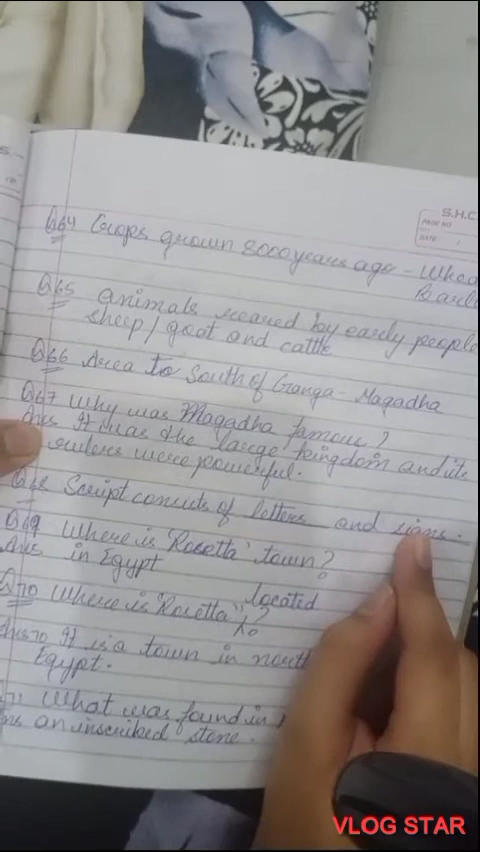 S.H.C
PAGE NO
DATE
Q64 Crops grown 8000 years ago - Whea
Barl
Q65 animals reared by early people
sheep/goat and cattle
Q66 Area to South of Ganga - Magadha
Q67 Why was Magadha famous?
Ans It was the large kingdom and its
rulers were powerful.
Q68 Script consists of letters and signs.
Q69 Where is 'Rosetta' town?
Ans in Egypt
Q70 Where is "Rosetta" located?
Ans70 It is a town in north
Egypt.
71 What was found in
Ans an inscribed stone.
VLOG STAR